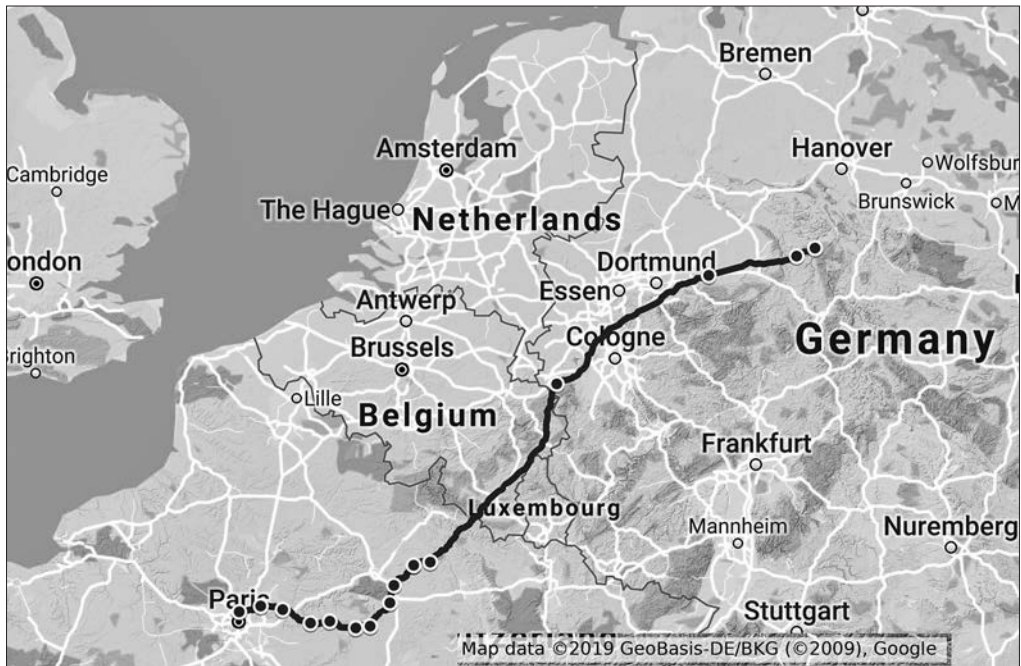 Bremen
Hanover
Wolfsbur
Brunswick
M
Cambridge
Amsterdam
The Hague
Netherlands
ondon
Dortmund
Essen
Antwerp
Cologne
Germany
Brussels
righton
Lille
Belgium
Frankfurt
Luxembourg
Mannheim
Nuremberg
Paris
Stuttgart
Map data ©2019 GeoBasis-DE/BKG (©2009), Google